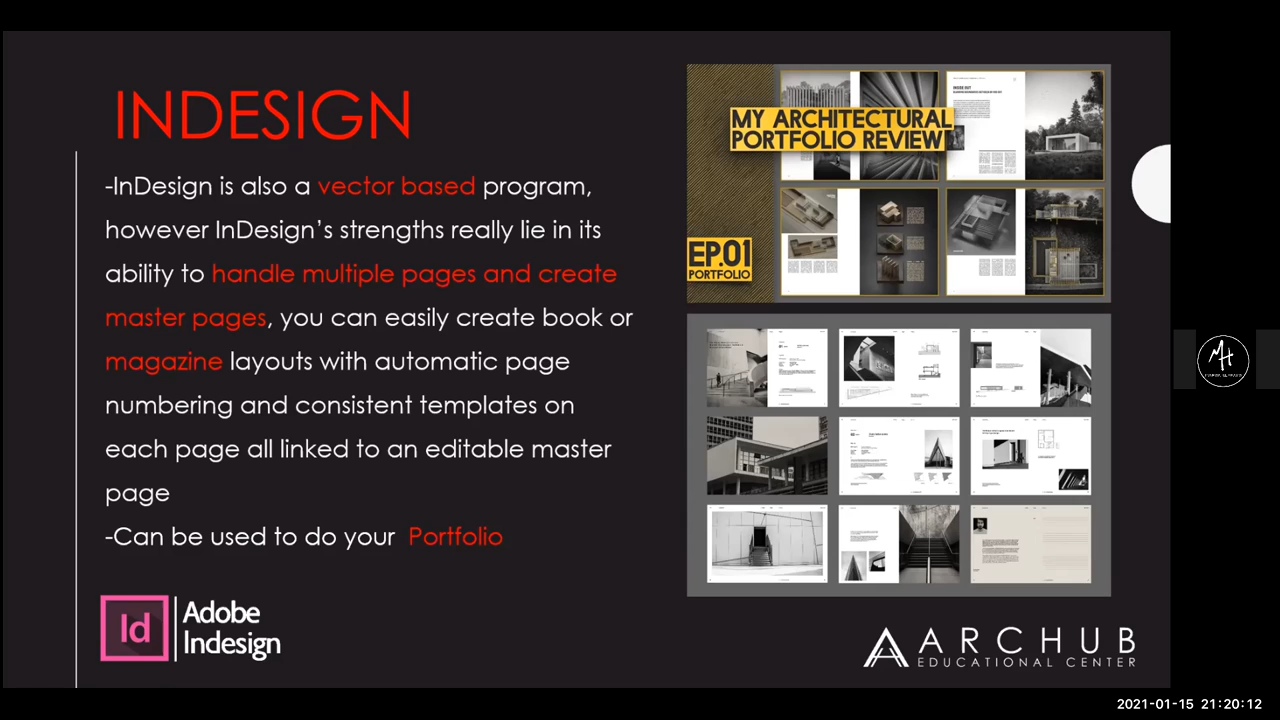 INDESIGN
-InDesign is also a vector based program,
however InDesign's strengths really lie in its
ability to handle multiple pages and create
master pages, you can easily create book or
magazine layouts with automatic page
numbering and consistent templates on
each page all linked to an editable master
page
-Can be used to do your Portfolio
Id
Adobe
Indesign
MY ARCHITECTURAL
PORTFOLIO REVIEW
EP.01
PORTFOLIO
ARCHUB
EDUCATIONAL CENTER
MH
2021-01-15 21:20:12